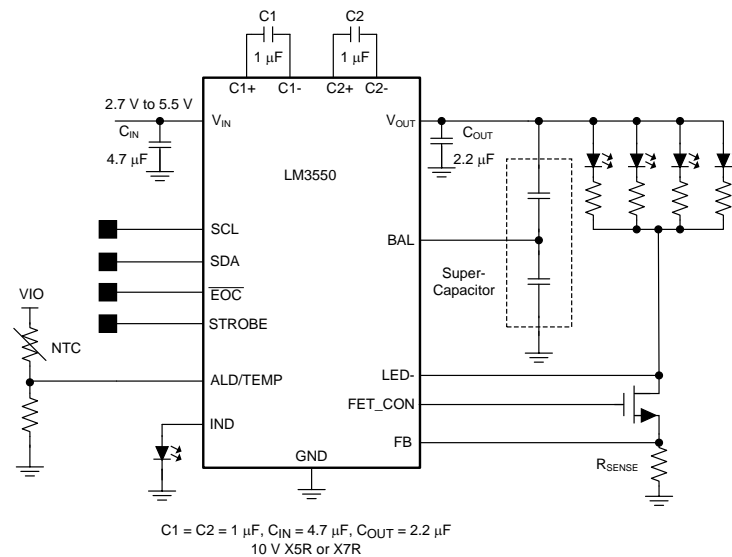 C1
C2
1 μF
1 μF
C1+ C1- C2+ C2-
2.7 V to 5.5 V
VIN
CIN
4.7 μF
VOUT
COUT
2.2 μF
LM3550
SCL
SDA
EOC
STROBE
BAL
Super-
Capacitor
VIO
NTC
ALD/TEMP
IND
LED-
FET_CON
FB
GND
RSENSE
C1 = C2 = 1 μF, CIN = 4.7 μF, COUT = 2.2 μF
10 V X5R or X7R